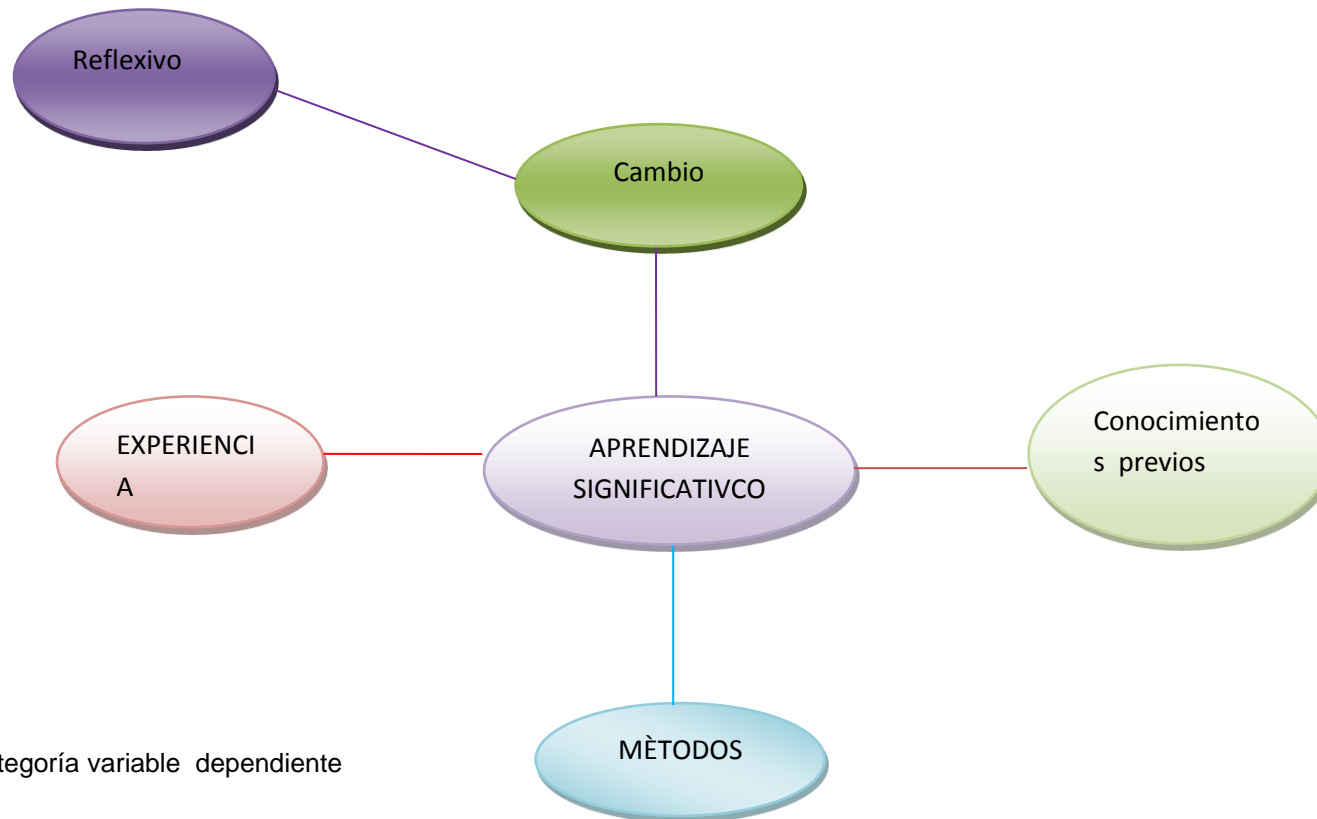 Reflexivo
Cambio
EXPERIENCI
A
APRENDIZAJE
SIGNIFICATIVCO
Conocimiento
s previos
MÈTODOS
tegoría variable dependiente